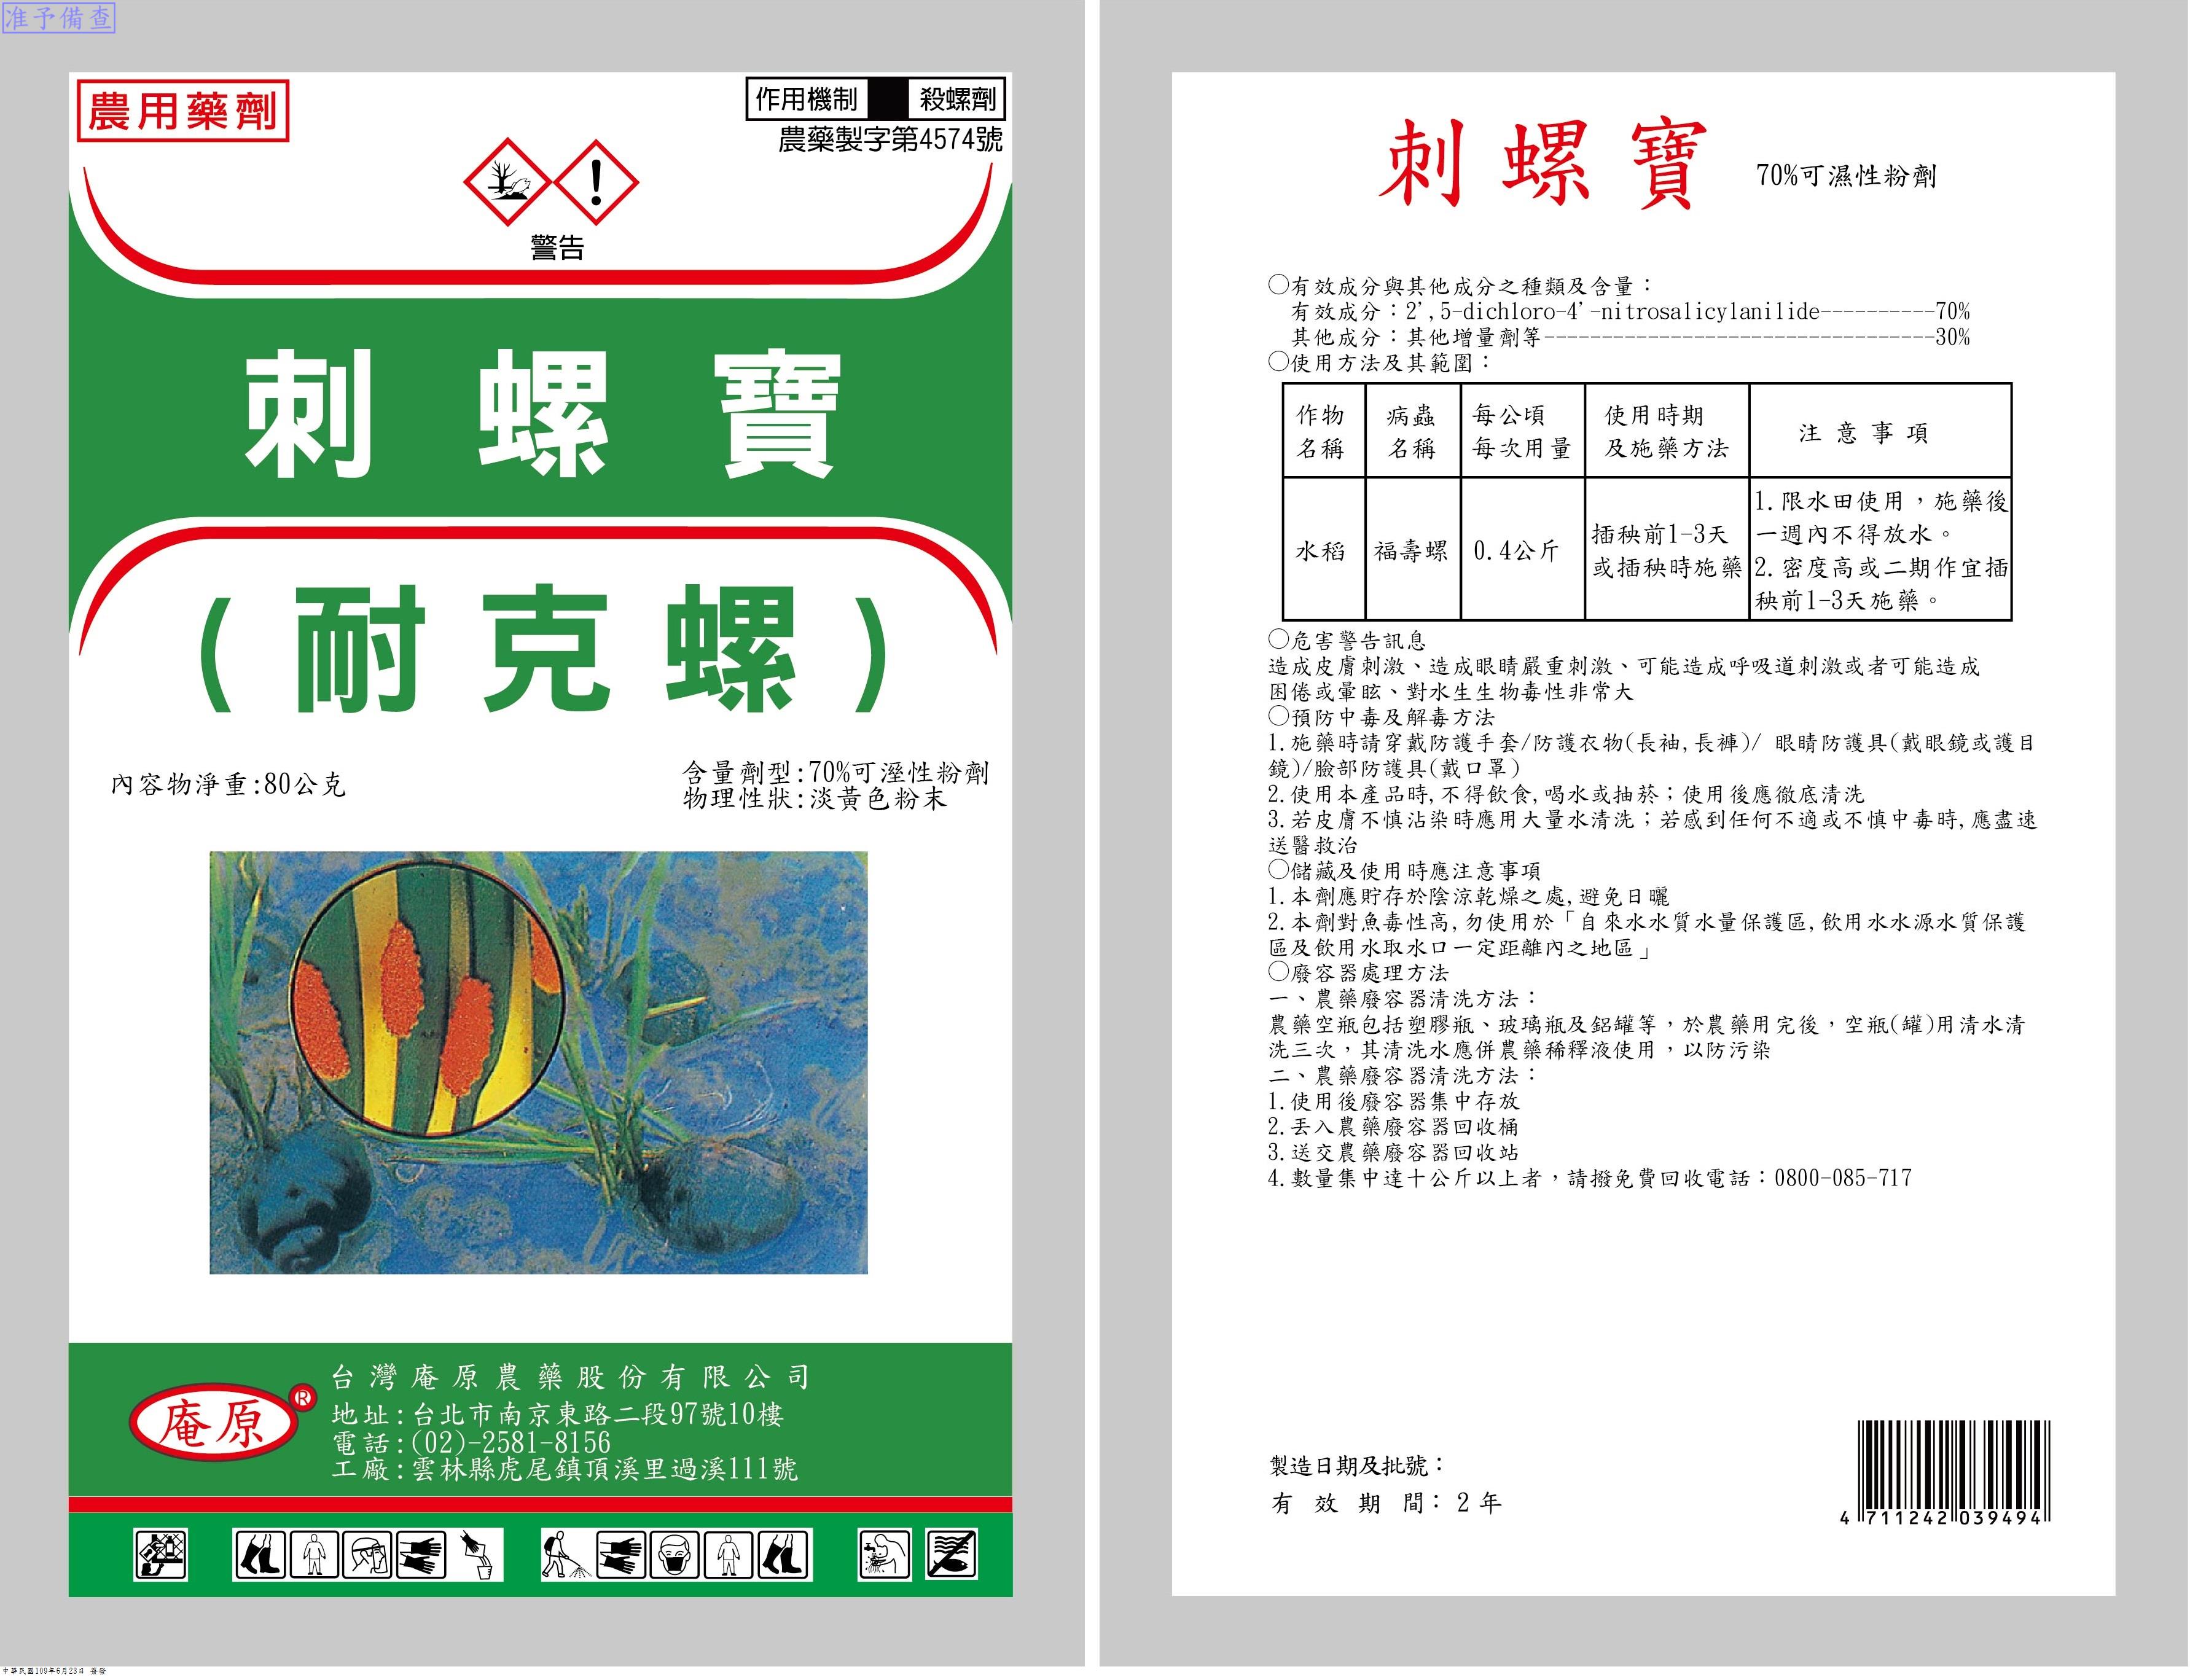 准予備查
農用藥劑
作用機制 殺螺劑
農藥製字第4574號
警告
刺螺寶
(耐克螺)
內容物淨重:80公克
含量劑型:70%可溼性粉劑
物理性狀:淡黃色粉末
庵原®
台灣庵原農藥股份有限公司
地址:台北市南京東路二段97號10樓
電話:(02)-2581-8156
工廠:雲林縣虎尾鎮頂溪里過溪111號
中華民國109年6月23日 簽發
刺螺寶 70%可濕性粉劑
○有效成分與其他成分之種類及含量：
有效成分：2',5-dichloro-4'-nitrosalicylanilide----------70%
其他成分：其他增量劑等----------------------------------30%
○使用方法及其範圍：
作物名稱 病蟲名稱 每公頃每次用量 使用時期及施藥方法 注意事項
水稻 福壽螺 0.4公斤 插秧前1-3天或插秧時施藥
1.限水田使用，施藥後
一週內不得放水。
2.密度高或二期作宜插
秧前1-3天施藥。
○危害警告訊息
造成皮膚刺激、造成眼睛嚴重刺激、可能造成呼吸道刺激或者可能造成
困倦或暈眩、對水生生物毒性非常大
○預防中毒及解毒方法
1.施藥時請穿戴防護手套/防護衣物(長袖,長褲)/ 眼睛防護具(戴眼鏡或護目
鏡)/臉部防護具(戴口罩)
2.使用本產品時,不得飲食,喝水或抽菸；使用後應徹底清洗
3.若皮膚不慎沾染時應用大量水清洗；若感到任何不適或不慎中毒時,應盡速
送醫救治
○儲藏及使用時應注意事項
1.本劑應貯存於陰涼乾燥之處,避免日曬
2.本劑對魚毒性高,勿使用於「自來水水質水量保護區,飲用水水源水質保護
區及飲用水取水口一定距離內之地區」
○廢容器處理方法
一、農藥廢容器清洗方法：
農藥空瓶包括塑膠瓶、玻璃瓶及鋁罐等，於農藥用完後，空瓶(罐)用清水清
洗三次，其清洗水應併農藥稀釋液使用，以防污染
二、農藥廢容器清洗方法：
1.使用後廢容器集中存放
2.丟入農藥廢容器回收桶
3.送交農藥廢容器回收站
4.數量集中達十公斤以上者，請撥免費回收電話：0800-085-717
製造日期及批號：
有效期間：2年
4 711242 039494